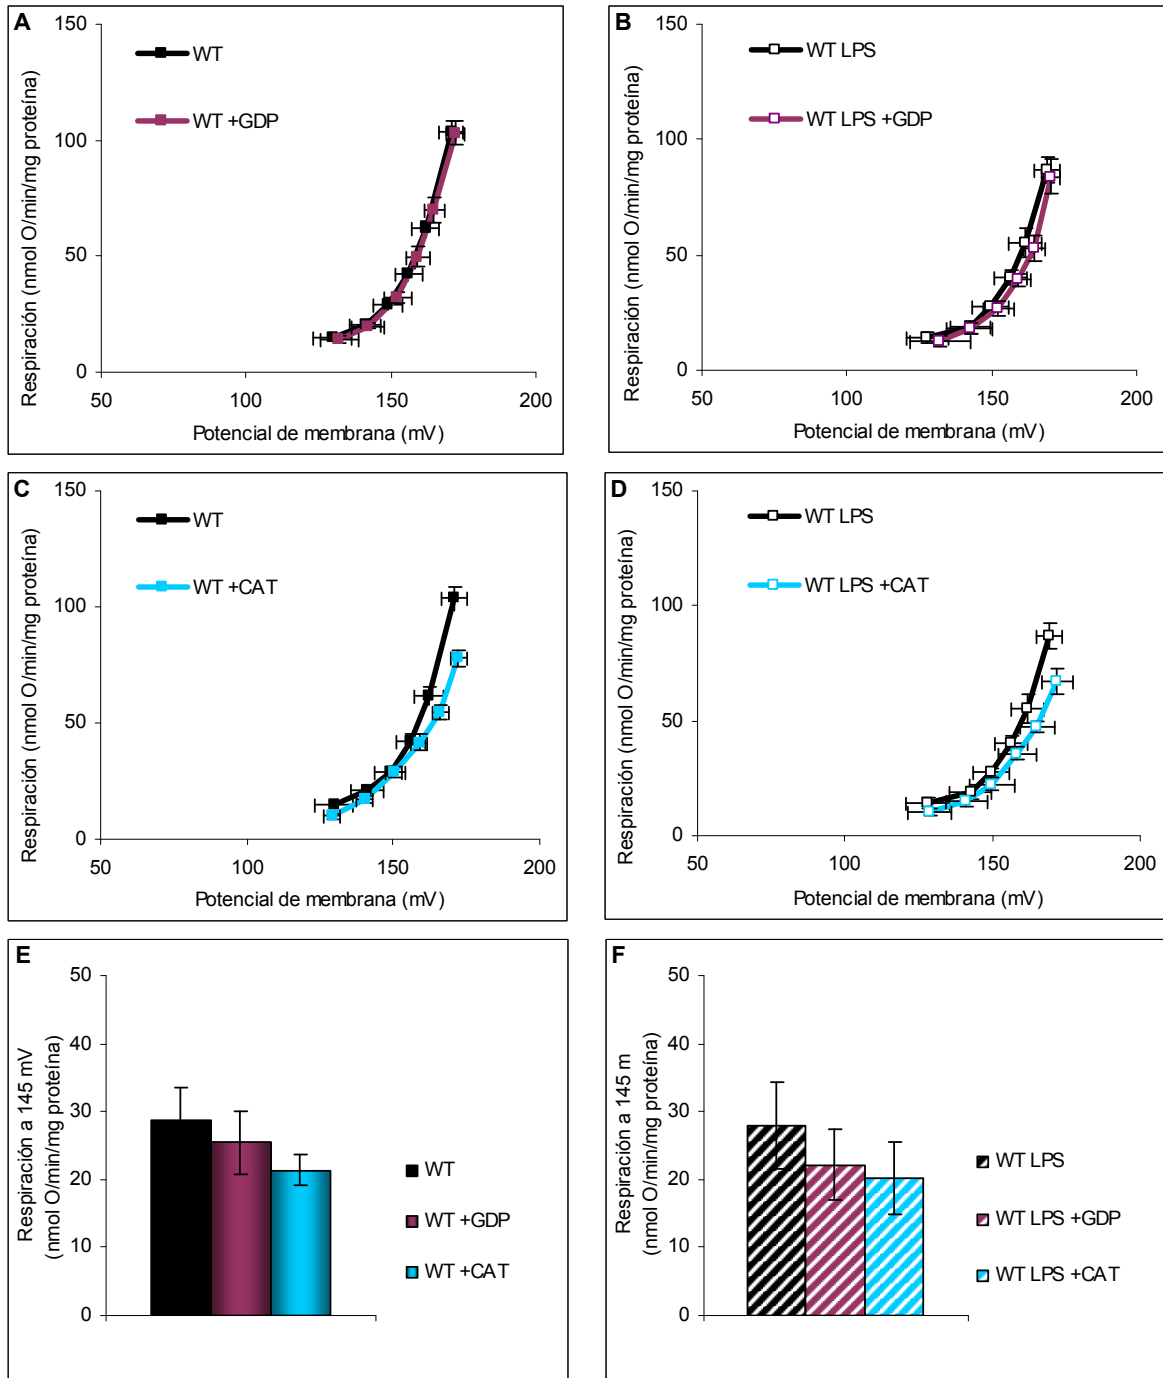 A
WT
WT +GDP
Respiración (nmol O/min/mg proteína)
150
100
50
0
50
100
150
200
Potencial de membrana (mV)
B
WT LPS
WT LPS +GDP
Respiración (nmol O/min/mg proteína)
150
100
50
0
50
100
150
200
Potencial de membrana (mV)
C
WT
WT +CAT
Respiración (nmol O/min/mg proteína)
150
100
50
0
50
100
150
200
Potencial de membrana (mV)
D
WT LPS
WT LPS +CAT
Respiración (nmol O/min/mg proteína)
150
100
50
0
50
100
150
200
Potencial de membrana (mV)
E
Respiración a 145 mV
(nmol O/min/mg proteína)
50
40
30
20
10
0
WT
WT +GDP
WT +CAT
F
Respiración a 145 m
(nmol O/min/mg proteína)
50
40
30
20
10
0
WT LPS
WT LPS +GDP
WT LPS +CAT